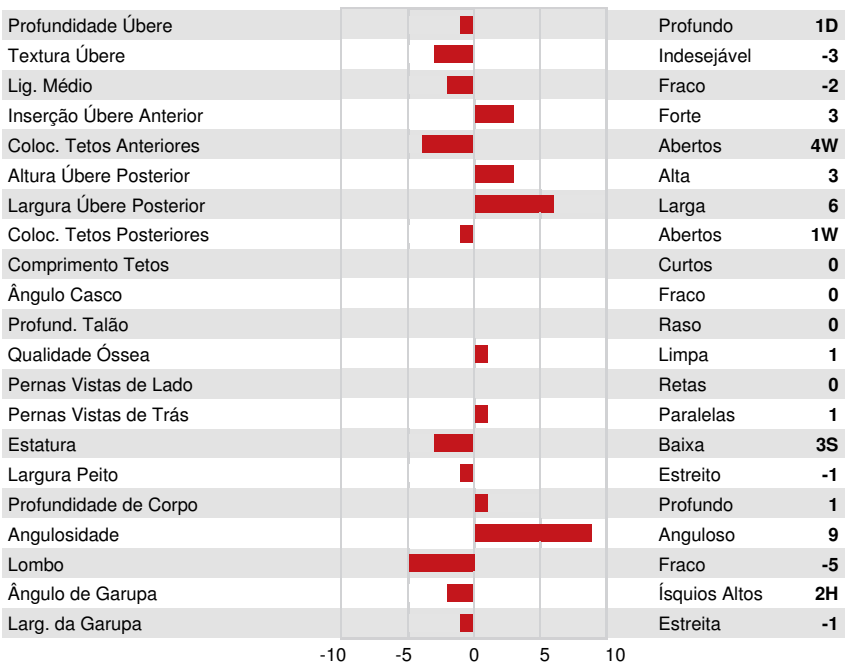 Profundidade Úbere Profundo 1D
Textura Úbere Indesejável -3
Lig. Médio Fraco -2
Inserção Úbere Anterior Forte 3
Coloc. Tetos Anteriores Abertos 4W
Altura Úbere Posterior Alta 3
Largura Úbere Posterior Larga 6
Coloc. Tetos Posteriores Abertos 1W
Comprimento Tetos Curtos 0
Ângulo Casco Fraco 0
Profund. Talão Raso 0
Qualidade Óssea Limpa 1
Pernas Vistas de Lado Retas 0
Pernas Vistas de Trás Paralelas 1
Estatura Baixa 3S
Largura Peito Estreito -1
Profundidade de Corpo Profundo 1
Angulosidade Anguloso 9
Lombo Fraco -5
Ângulo de Garupa Ísquios Altos 2H
Larg. da Garupa Estreita -1
-10 -5 0 5 10